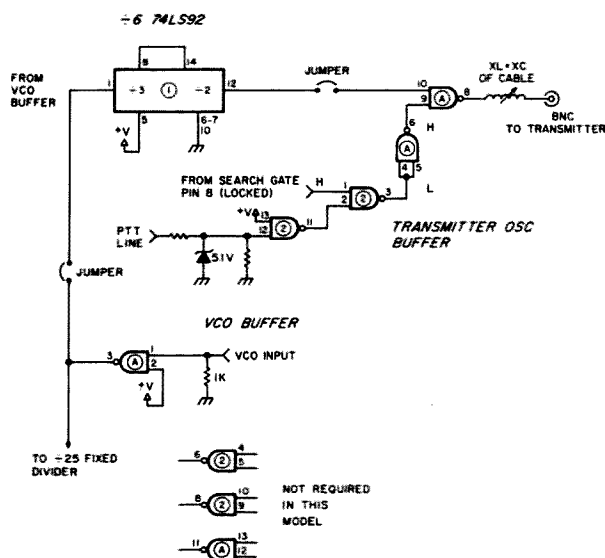 ÷6 74LS92
8
14
FROM
VCO
BUFFER
1
÷3
1
÷2
12
5
6-7
10
+V
JUMPER
10
9
A
8
XL=XC
OF CABLE
BNC
TO TRANSMITTER
6
H
A
4
5
FROM SEARCH GATE
PIN 8 (LOCKED)
H
1
2
2
3
L
+V
13
12
2
11
TRANSMITTER OSC
BUFFER
PTT
LINE
5.1V
JUMPER
VCO BUFFER
3
A
1
2
VCO INPUT
+V
1K
TO ÷25 FIXED
DIVIDER
6
2
4
5
8
2
10
9
NOT REQUIRED
IN THIS
MODEL
11
A
13
12